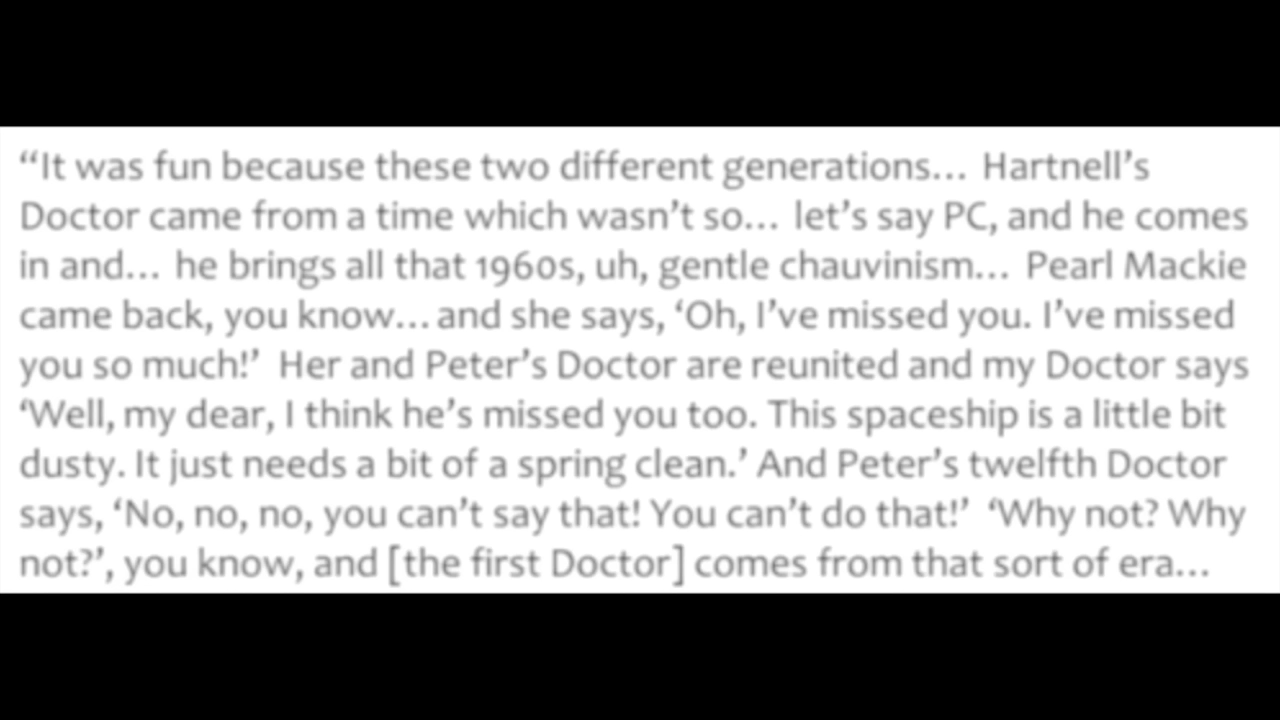 “It was fun because these two different generations… Hartnell’s
Doctor came from a time which wasn’t so… let’s say PC, and he comes
in and… he brings all that 1960s, uh, gentle chauvinism… Pearl Mackie
came back, you know… and she says, ‘Oh, I’ve missed you. I’ve missed
you so much!’ Her and Peter’s Doctor are reunited and my Doctor says
‘Well, my dear, I think he’s missed you too. This spaceship is a little bit
dusty. It just needs a bit of a spring clean.’ And Peter’s twelfth Doctor
says, ‘No, no, no, you can’t say that! You can’t do that!’ ‘Why not? Why
not?’, you know, and [the first Doctor] comes from that sort of era…